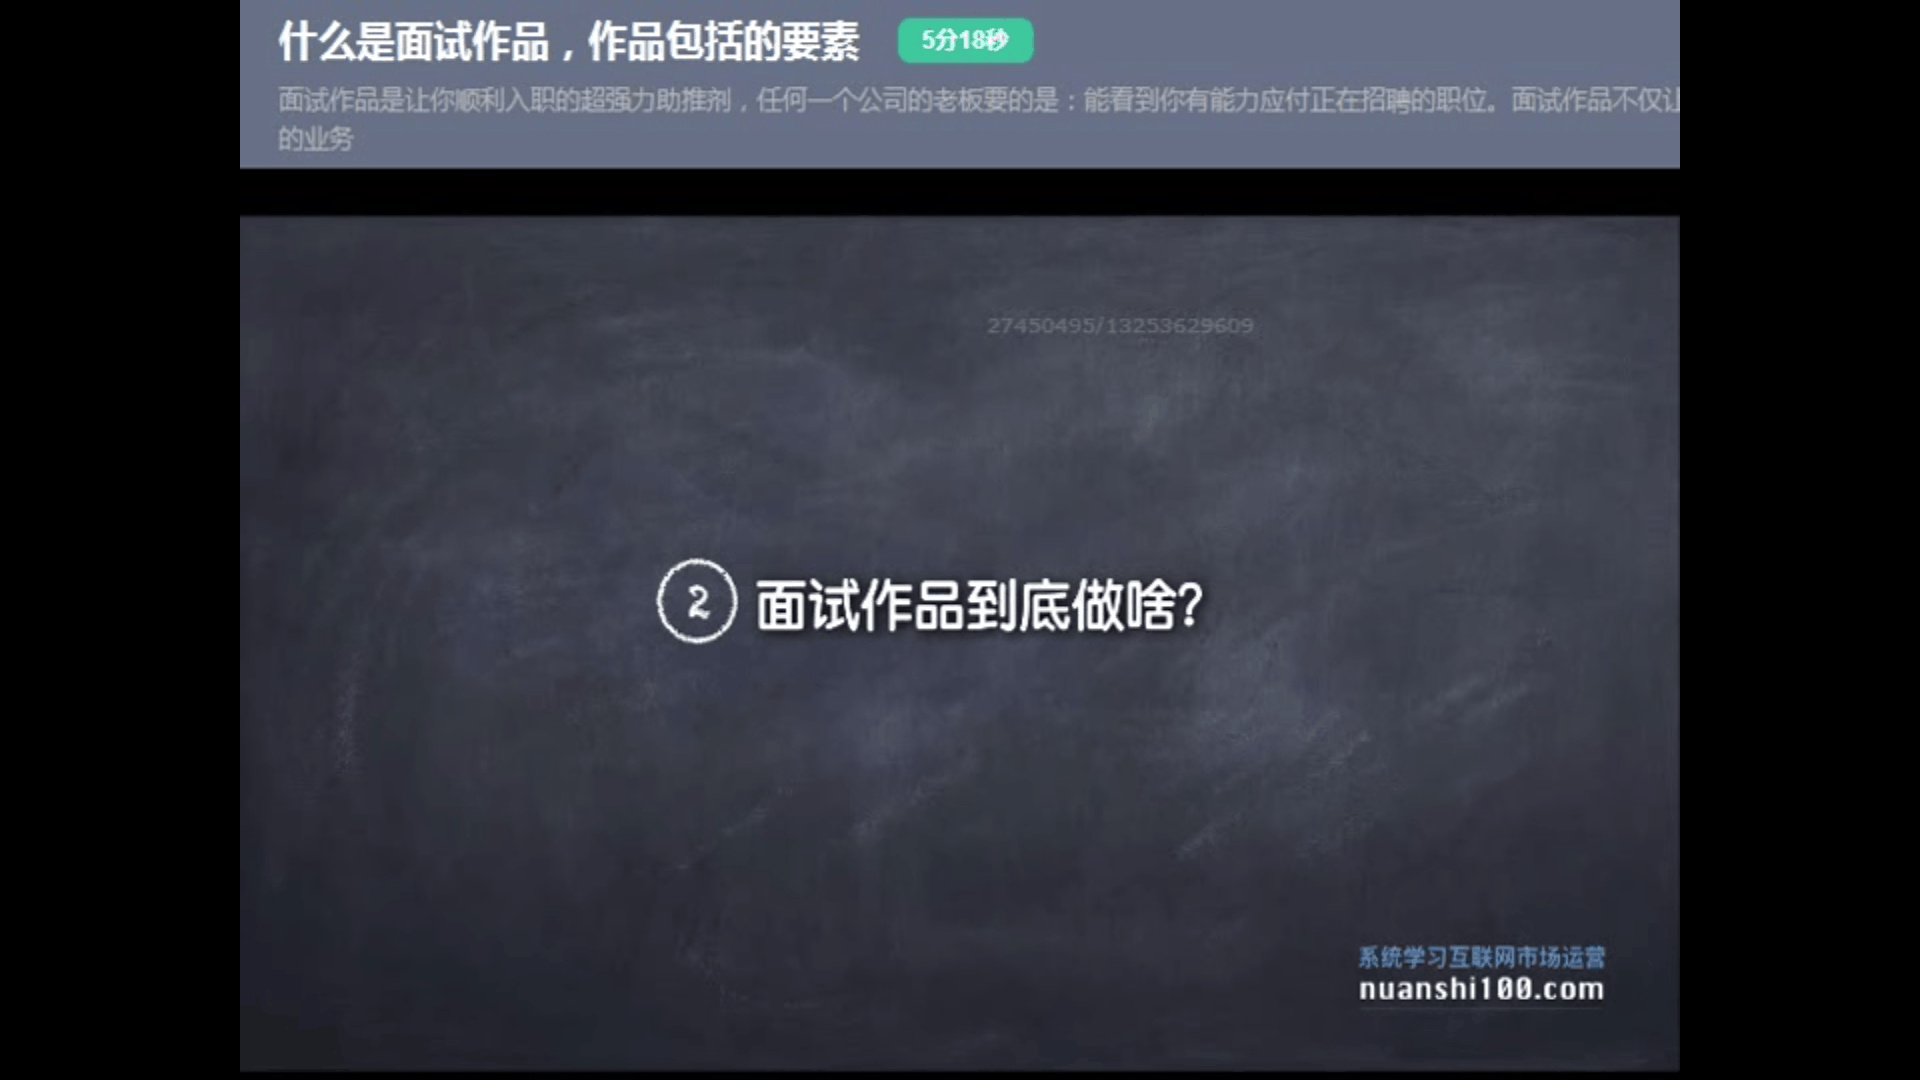 什么是面试作品，作品包括的要素 5分18秒
面试作品是让你顺利入职的超强力助推剂，任何一个公司的老板要的是：能看到你有能力应付正在招聘的职位。面试作品不仅让
的业务
27450495/13253629609
2 面试作品到底做啥？
系统学习互联网市场运营
nuanshi100.com